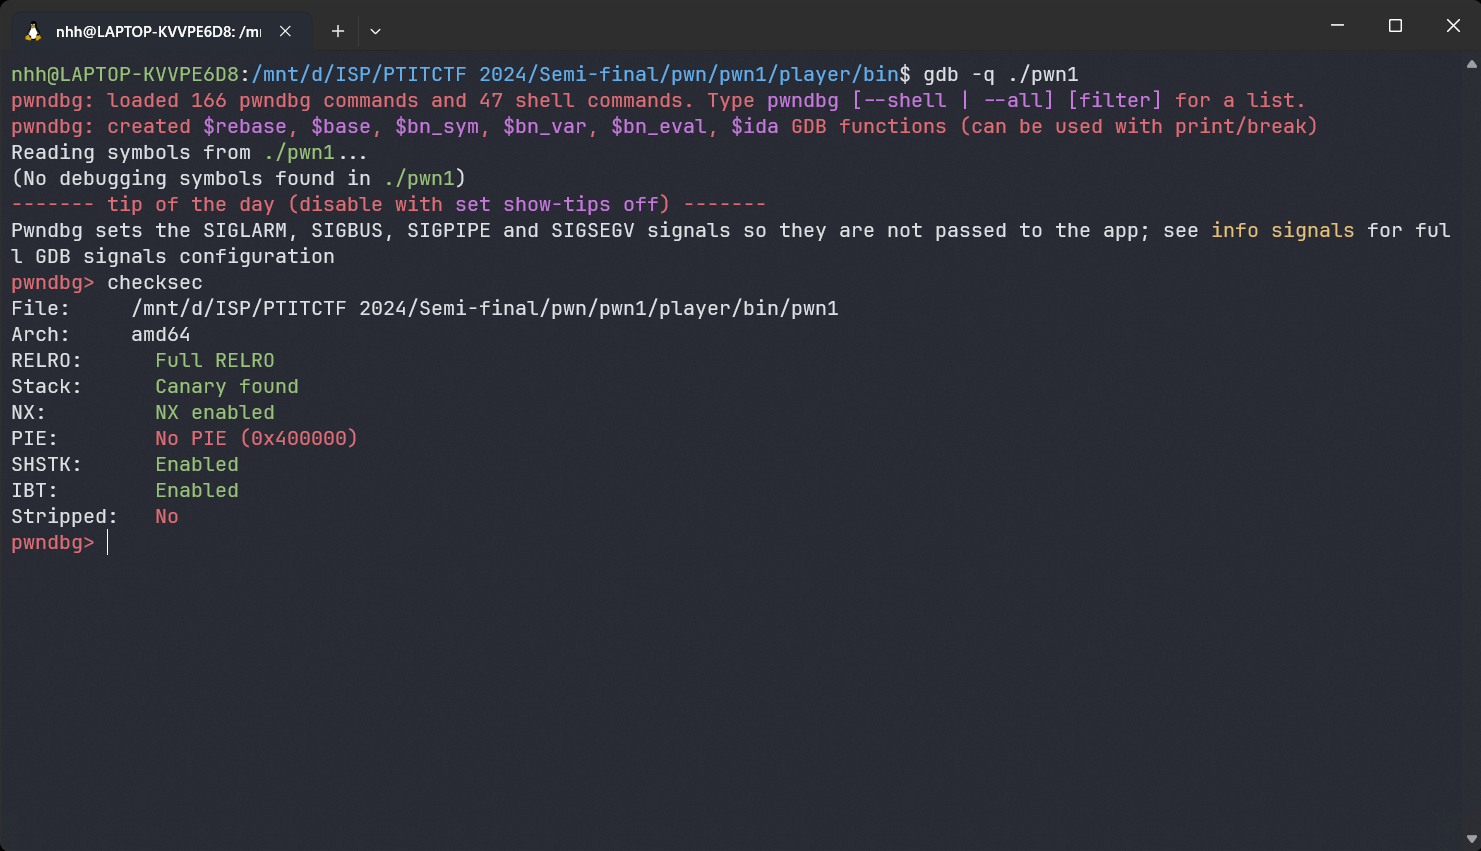 nhh@LAPTOP-KVVPE6D8: /m
nhh@LAPTOP-KVVPE6D8:/mnt/d/ISP/PTITCTF 2024/Semi-final/pwn/pwn1/player/bin$ gdb -q ./pwn1
pwndbg: loaded 166 pwndbg commands and 47 shell commands. Type pwndbg [--shell | --all] [filter] for a list.
pwndbg: created $rebase, $base, $bn_sym, $bn_var, $bn_eval, $ida GDB functions (can be used with print/break)
Reading symbols from ./pwn1...
(No debugging symbols found in ./pwn1)
------- tip of the day (disable with set show-tips off) -------
Pwndbg sets the SIGLARM, SIGBUS, SIGPIPE and SIGSEGV signals so they are not passed to the app; see info signals for ful
l GDB signals configuration
pwndbg> checksec
File:     /mnt/d/ISP/PTITCTF 2024/Semi-final/pwn/pwn1/player/bin/pwn1
Arch:     amd64
RELRO:      Full RELRO
Stack:      Canary found
NX:         NX enabled
PIE:        No PIE (0x400000)
SHSTK:      Enabled
IBT:        Enabled
Stripped:   No
pwndbg>